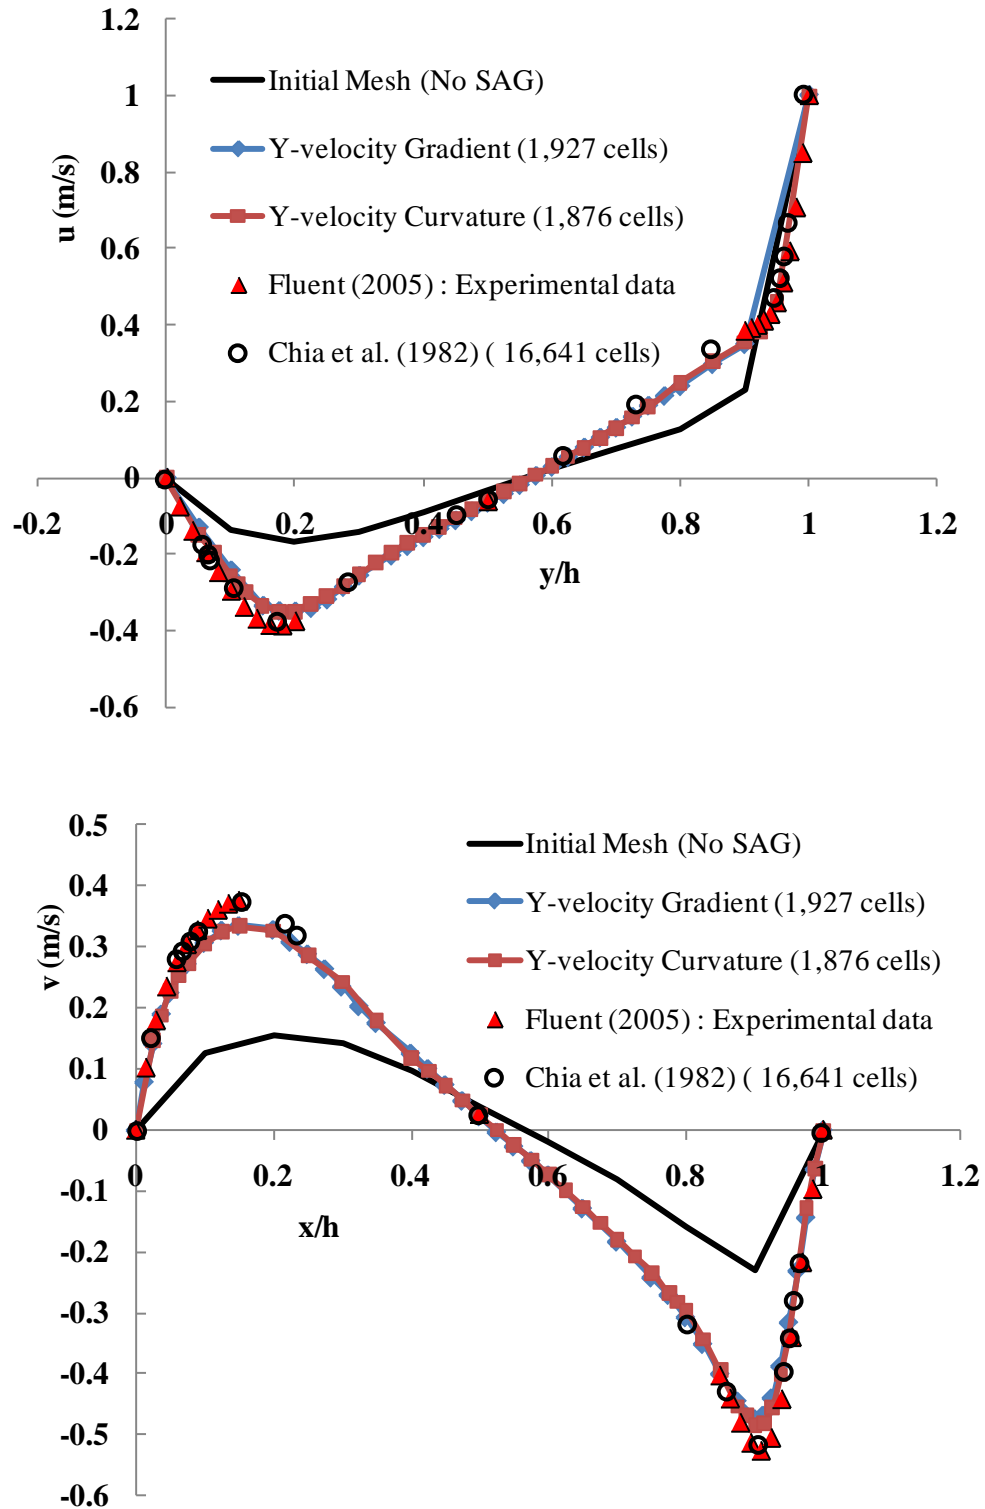 1.2
1
0.8
0.6
0.4
0.2
0
-0.2
-0.4
-0.6
u (m/s)
Initial Mesh (No SAG)
Y-velocity Gradient (1,927 cells)
Y-velocity Curvature (1,876 cells)
Fluent (2005) : Experimental data
Chia et al. (1982) ( 16,641 cells)
-0.2 0 0.2 0.4 0.6 0.8 1 1.2
y/h
0.5
0.4
0.3
0.2
0.1
0
-0.1
-0.2
-0.3
-0.4
-0.5
-0.6
v (m/s)
Initial Mesh (No SAG)
Y-velocity Gradient (1,927 cells)
Y-velocity Curvature (1,876 cells)
Fluent (2005) : Experimental data
Chia et al. (1982) ( 16,641 cells)
0 0.2 0.4 0.6 0.8 1 1.2
x/h